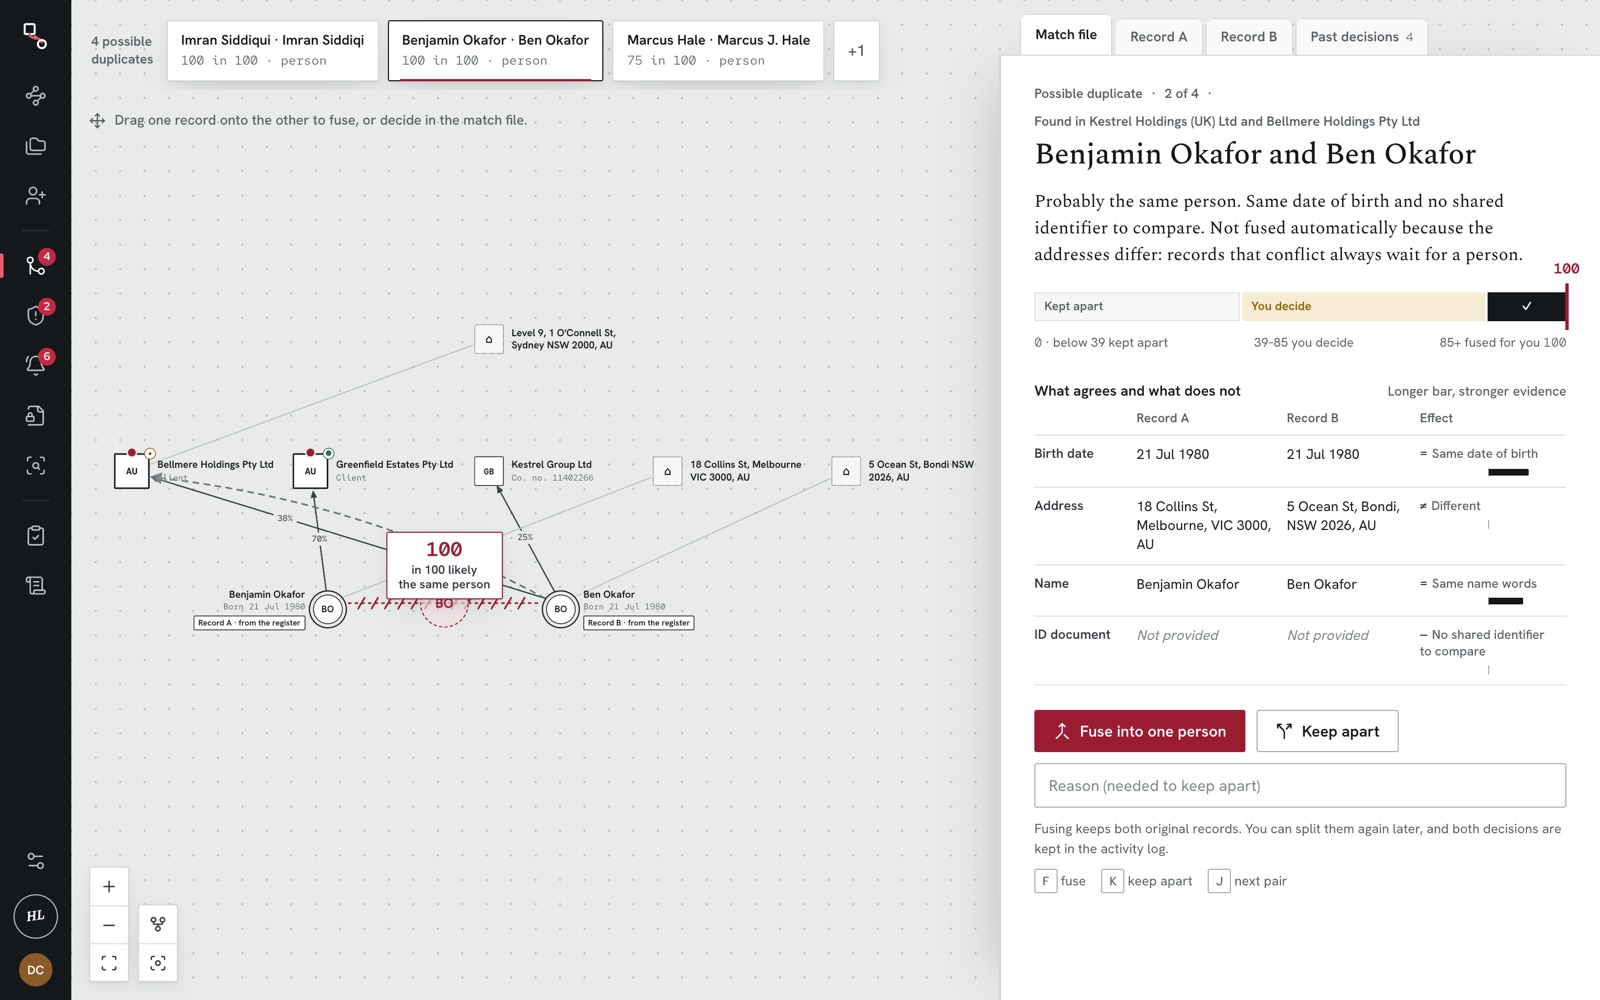 4 possible
duplicates
Imran Siddiqui · Imran Siddiqi
100 in 100 · person
Benjamin Okafor · Ben Okafor
100 in 100 · person
Marcus Hale · Marcus J. Hale
75 in 100 · person
+1
Drag one record onto the other to fuse, or decide in the match file.
4
2
6
HL
DC
Level 9, 1 O'Connell St,
Sydney NSW 2000, AU
AU
Bellmere Holdings Pty Ltd
Client
AU
Greenfield Estates Pty Ltd
Client
GB
Kestrel Group Ltd
Co. no. 11402266
18 Collins St, Melbourne
VIC 3000, AU
5 Ocean St, Bondi NSW
2026, AU
38%
70%
25%
100
in 100 likely
the same person
Benjamin Okafor
Born 21 Jul 1980
Record A · from the register
BO
BO
BO
Ben Okafor
Born 21 Jul 1980
Record B · from the register
Match file
Record A
Record B
Past decisions 4
Possible duplicate · 2 of 4 ·
Found in Kestrel Holdings (UK) Ltd and Bellmere Holdings Pty Ltd
Benjamin Okafor and Ben Okafor
Probably the same person. Same date of birth and no shared
identifier to compare. Not fused automatically because the
addresses differ: records that conflict always wait for a person.
100
Kept apart
You decide
✓
0 · below 39 kept apart
39–85 you decide
85+ fused for you 100
What agrees and what does not
Longer bar, stronger evidence
Record A
Record B
Effect
Birth date
21 Jul 1980
21 Jul 1980
= Same date of birth
Address
18 Collins St,
Melbourne, VIC 3000,
AU
5 Ocean St, Bondi,
NSW 2026, AU
≠ Different
Name
Benjamin Okafor
Ben Okafor
= Same name words
ID document
Not provided
Not provided
– No shared identifier
to compare
Fuse into one person
Keep apart
Reason (needed to keep apart)
Fusing keeps both original records. You can split them again later, and both decisions are
kept in the activity log.
F fuse
K keep apart
J next pair